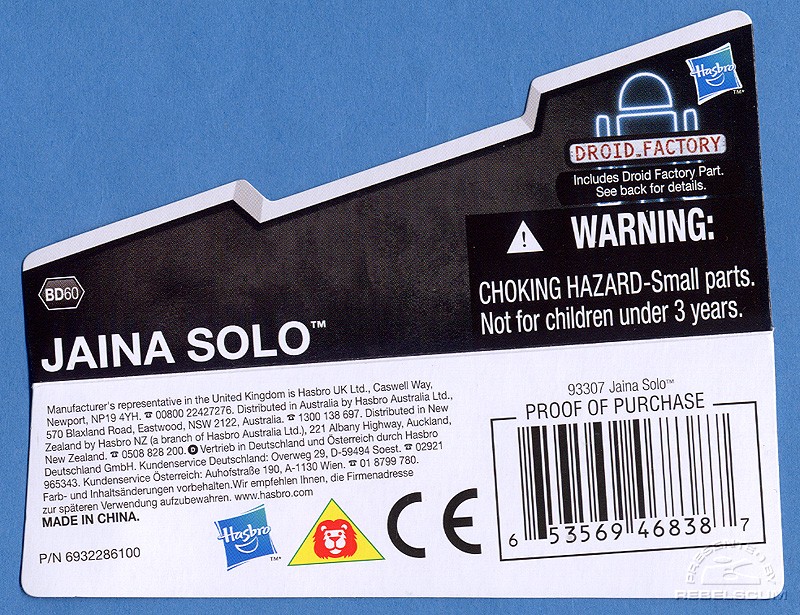 Hasbro
TM*
DROID FACTORY
Includes Droid Factory Part.
See back for details.
WARNING:
CHOKING HAZARD-Small parts.
Not for children under 3 years.
BD60
JAINA SOLO™
Manufacturer's representative in the United Kingdom is Hasbro UK Ltd., Caswell Way,
Newport, NP19 4YH. ☎ 00800 22427276. Distributed in Australia by Hasbro Australia Ltd.,
570 Blaxland Road, Eastwood, NSW 2122, Australia. ☎ 1300 138 697. Distributed in New
Zealand by Hasbro NZ (a branch of Hasbro Australia Ltd.), 221 Albany Highway, Auckland,
New Zealand. ☎ 0508 828 200. D Vertrieb in Deutschland und Österreich durch Hasbro
Deutschland GmbH. Kundenservice Deutschland: Overweg 29, D-59494 Soest. ☎ 02921
965343. Kundenservice Österreich: Auhofstraße 190, A-1130 Wien. ☎ 01 8799 780.
Farb- und Inhaltsänderungen vorbehalten.Wir empfehlen Ihnen, die Firmenadresse
zur späteren Verwendung aufzubewahren. www.hasbro.com
MADE IN CHINA.
P/N 6932286100
Hasbro
TM*
CE
93307 Jaina Solo™
PROOF OF PURCHASE
6 53569 46838 7
PRESENTED BY
REBELSCUM